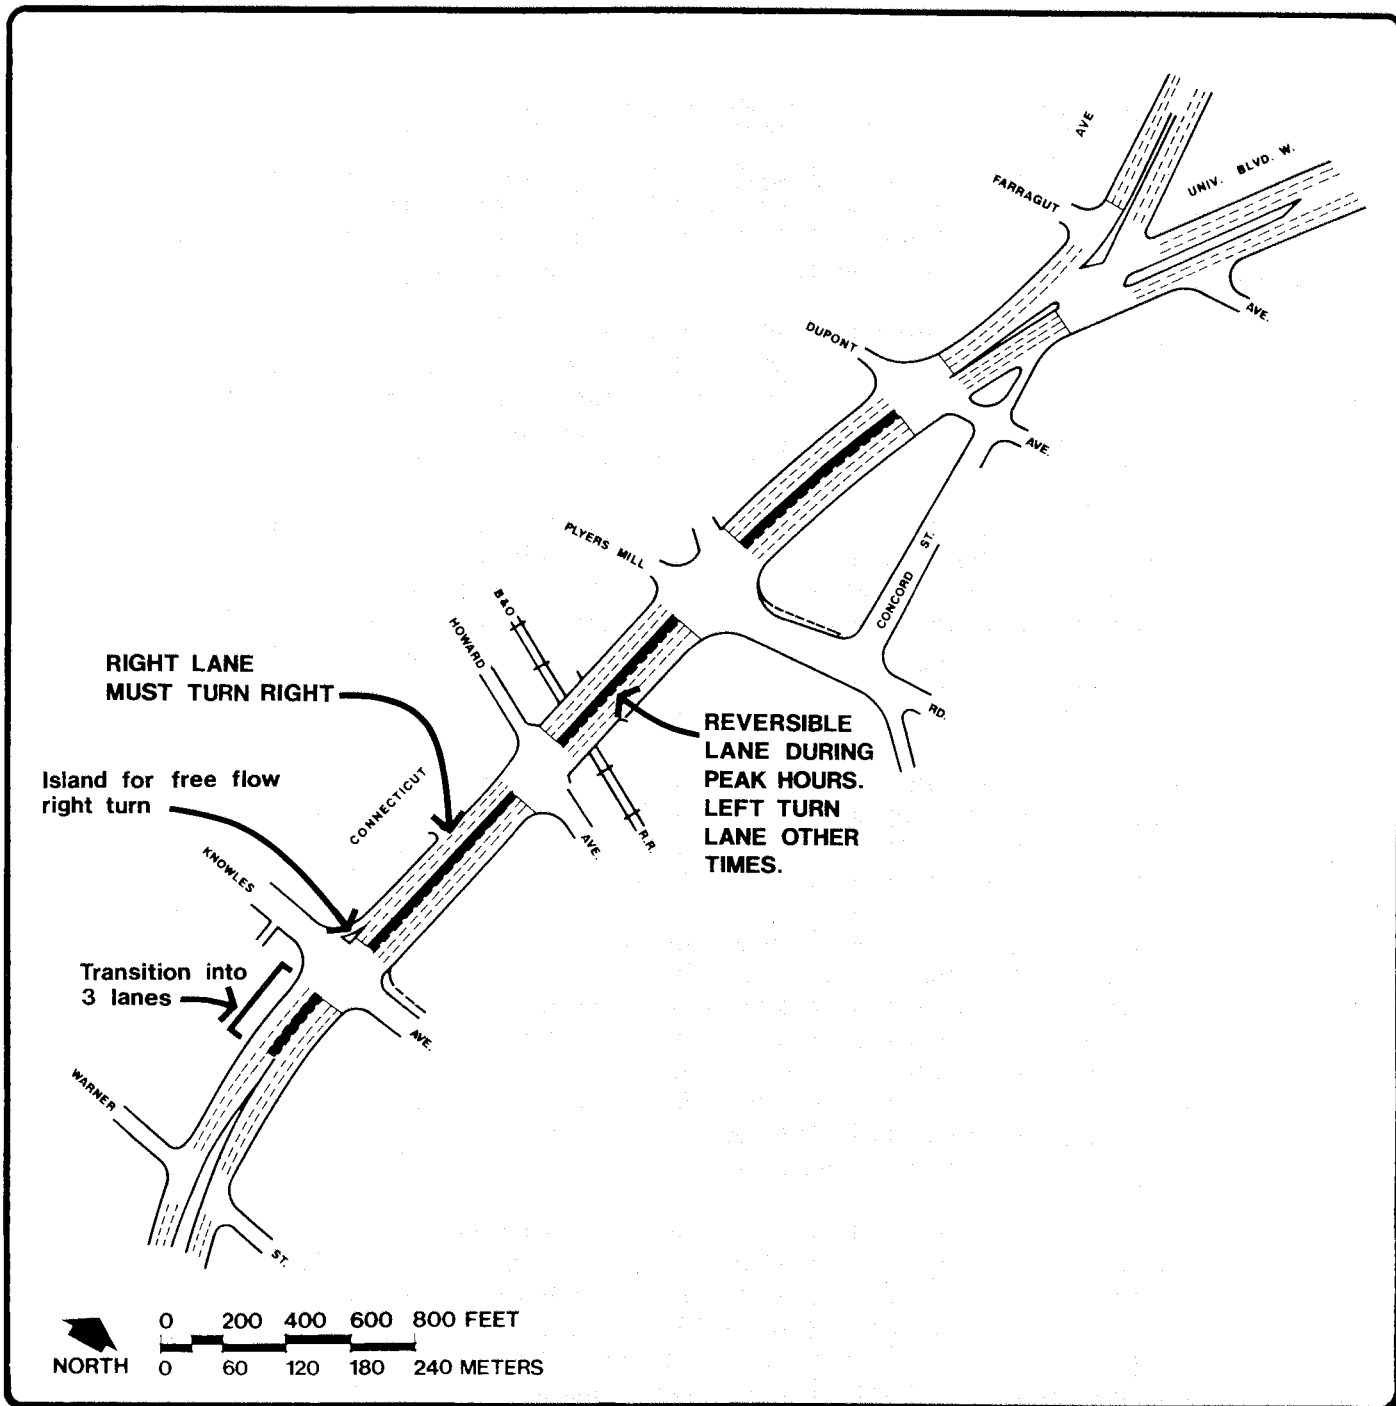 AVE
UNIV. BLVD. W.
FARRAGUT
AVE.
DUPONT
AVE.
PLYERS MILL
CONCORD ST.
B&O
HOWARD
RIGHT LANE
MUST TURN RIGHT
RD.
REVERSIBLE
LANE DURING
PEAK HOURS.
LEFT TURN
LANE OTHER
TIMES.
Island for free flow
right turn
CONNECTICUT
AVE.
R.R.
KNOWLES
Transition into
3 lanes
AVE.
WARNER
ST.
0 200 400 600 800 FEET
NORTH
0 60 120 180 240 METERS